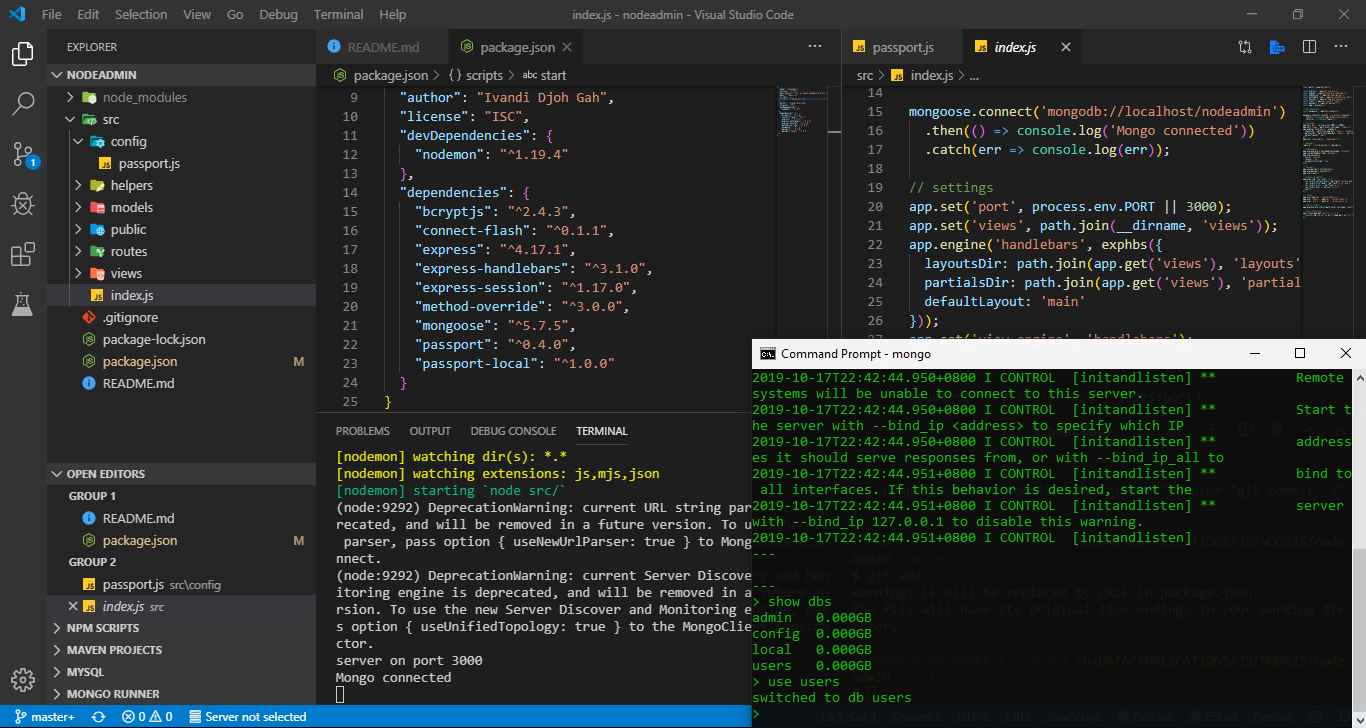 File Edit Selection View Go Debug Terminal Help index.js - nodeadmin - Visual Studio Code
EXPLORER
NODEADMIN
node_modules
src
config
passport.js
helpers
models
public
routes
views
index.js
.gitignore
package-lock.json
package.json M
README.md
OPEN EDITORS
GROUP 1
README.md
package.json M
GROUP 2
passport.js src\config
index.js src
NPM SCRIPTS
MAVEN PROJECTS
MYSQL
MONGO RUNNER
1
README.md package.json
package.json > {} scripts > abc start
9 "author": "Ivandi Djoh Gah",
10 "license": "ISC",
11 "devDependencies": {
12 "nodemon": "^1.19.4"
13 },
14 "dependencies": {
15 "bcryptjs": "^2.4.3",
16 "connect-flash": "^0.1.1",
17 "express": "^4.17.1",
18 "express-handlebars": "^3.1.0",
19 "express-session": "^1.17.0",
20 "method-override": "^3.0.0",
21 "mongoose": "^5.7.5",
22 "passport": "^0.4.0",
23 "passport-local": "^1.0.0"
24 }
25 }
passport.js index.js
src > index.js > ...
14
15 mongoose.connect('mongodb://localhost/nodeadmin')
16 .then(() => console.log('Mongo connected'))
17 .catch(err => console.log(err));
18
19 // settings
20 app.set('port', process.env.PORT || 3000);
21 app.set('views', path.join(__dirname, 'views'));
22 app.engine('handlebars', exphbs({
23 layoutsDir: path.join(app.get('views'), 'layouts'
24 partialsDir: path.join(app.get('views'), 'partial
25 defaultLayout: 'main'
26 }));
PROBLEMS OUTPUT DEBUG CONSOLE TERMINAL
[nodemon] watching dir(s): *.*
[nodemon] watching extensions: js,mjs,json
[nodemon] starting `node src/`
(node:9292) DeprecationWarning: current URL string par
recated, and will be removed in a future version. To u
parser, pass option { useNewUrlParser: true } to Mong
nnect.
(node:9292) DeprecationWarning: current Server Discove
itoring engine is deprecated, and will be removed in a
rsion. To use the new Server Discover and Monitoring e
s option { useUnifiedTopology: true } to the MongoClie
ctor.
server on port 3000
Mongo connected
Command Prompt - mongo
2019-10-17T22:42:44.950+0800 I CONTROL [initandlisten] ** Remote
systems will be unable to connect to this server.
2019-10-17T22:42:44.950+0800 I CONTROL [initandlisten] ** Start t
he server with --bind_ip <address> to specify which IP
2019-10-17T22:42:44.950+0800 I CONTROL [initandlisten] ** address
es it should serve responses from, or with --bind_ip_all to
2019-10-17T22:42:44.951+0800 I CONTROL [initandlisten] ** bind to
all interfaces. If this behavior is desired, start the
2019-10-17T22:42:44.951+0800 I CONTROL [initandlisten] ** server
with --bind_ip 127.0.0.1 to disable this warning.
2019-10-17T22:42:44.951+0800 I CONTROL [initandlisten]
---
---
> show dbs
admin 0.000GB
config 0.000GB
local 0.000GB
users 0.000GB
> use users
switched to db users
>
master+ 0 0 Server not selected